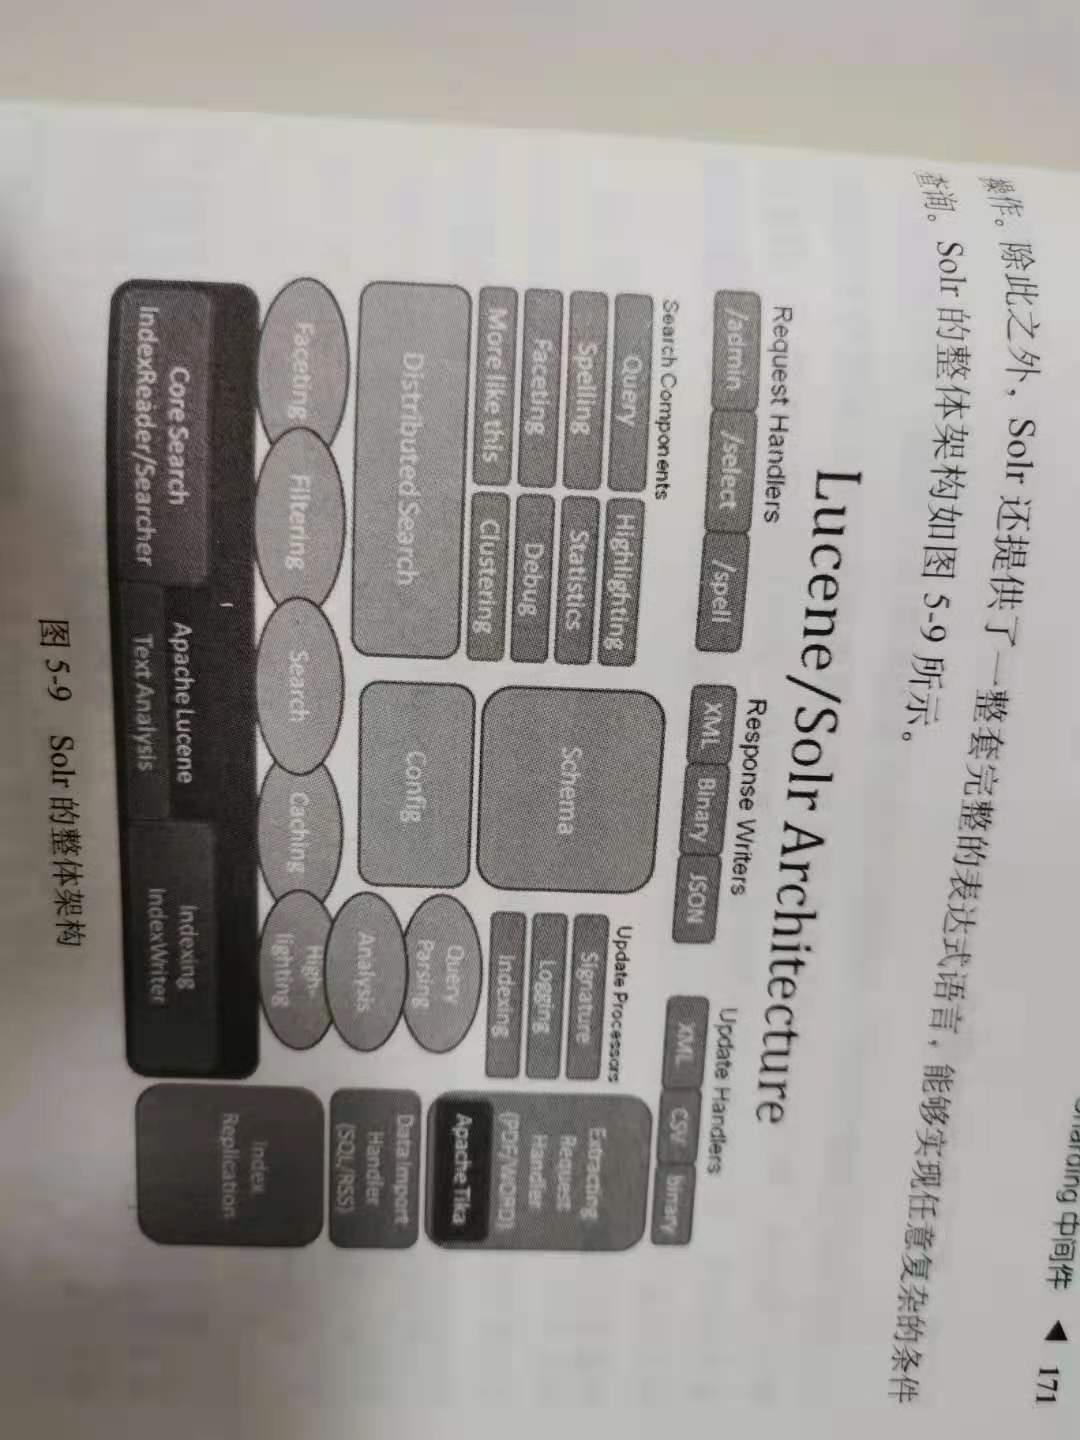 Sharding 中间件 ◀ 171
操作。除此之外，Solr 还提供了一整套完整的表达式语言，能够实现任意复杂的条件
查询。Solr 的整体架构如图 5-9 所示。
Lucene/Solr Architecture
Request Handlers
/admin /select /spell
Response Writers
XML Binary JSON
Update Handlers
XML CSV binary
Search Components
Query Highlighting
Spelling Statistics
Faceting Debug
More like this Clustering
Distributed Search
Schema
Config
Update Processors
Signature
Logging
Indexing
Query
Parsing
Analysis
High-
lighting
Extracting
Request
Handler
(PDF/WORD)
Apache Tika
Data Import
Handler
(SQL/RSS)
Index
Replication
Faceting Filtering Search Caching
Core Search
IndexReader/Searcher
Apache Lucene
Text Analysis
Indexing
IndexWriter
图 5-9 Solr 的整体架构